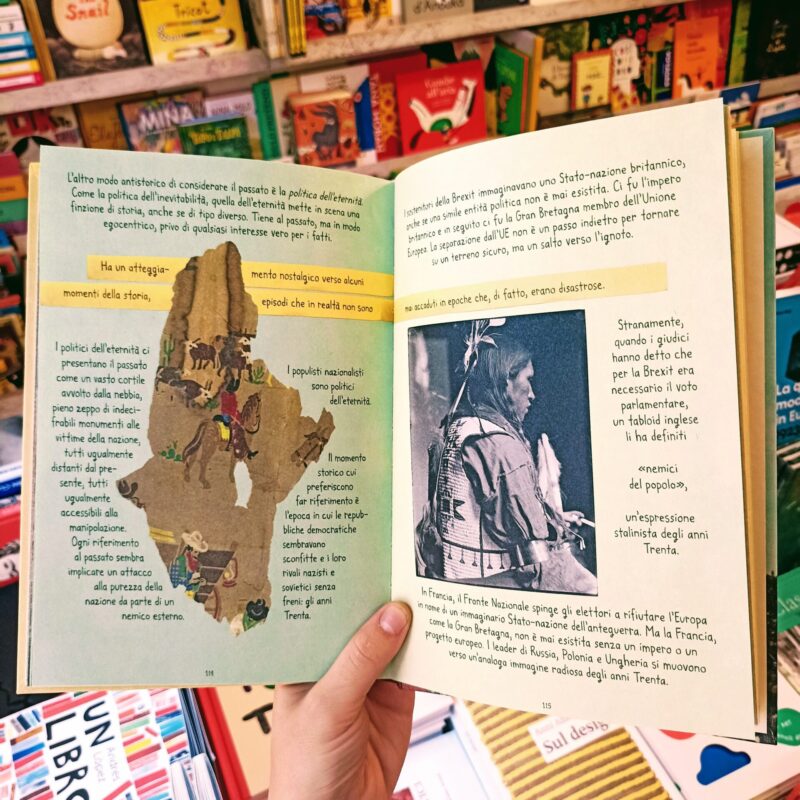 L'altro modo antistorico di considerare il passato è la politica dell'eternità.
Come la politica dell'inevitabilità, quella dell'eternità mette in scena una
finzione di storia, anche se di tipo diverso. Tiene al passato, ma in modo
egocentrico, privo di qualsiasi interesse vero per i fatti.
Ha un atteggia-
mento nostalgico verso alcuni
momenti della storia,
episodi che in realtà non sono
I politici dell'eternità ci
presentano il passato
come un vasto cortile
avvolto dalla nebbia,
pieno zeppo di indeci-
frabili monumenti alle
vittime della nazione,
tutti ugualmente
distanti dal pre-
sente, tutti
ugualmente
accessibili alla
manipolazione.
Ogni riferimento
al passato sembra
implicare un attacco
alla purezza della
nazione da parte di un
nemico esterno.
I populisti nazionalisti
sono politici
dell'eternità.
Il momento
storico cui
preferiscono
far riferimento è
l'epoca in cui le repub-
bliche democratiche
sembravano
sconfitte e i loro
rivali nazisti e
sovietici senza
freni: gli anni
Trenta.
114
I sostenitori della Brexit immaginavano uno Stato-nazione britannico,
anche se una simile entità politica non è mai esistita. Ci fu l'impero
britannico e in seguito ci fu la Gran Bretagna membro dell'Unione
Europea. La separazione dall'UE non è un passo indietro per tornare
su un terreno sicuro, ma un salto verso l'ignoto.
mai accaduti in epoche che, di fatto, erano disastrose.
Stranamente,
quando i giudici
hanno detto che
per la Brexit era
necessario il voto
parlamentare,
un tabloid inglese
li ha definiti
«nemici
del popolo»,
un'espressione
stalinista degli anni
Trenta.
In Francia, il Fronte Nazionale spinge gli elettori a rifiutare l'Europa
in nome di un immaginario Stato-nazione dell'anteguerra. Ma la Francia,
come la Gran Bretagna, non è mai esistita senza un impero o un
progetto europeo. I leader di Russia, Polonia e Ungheria si muovono
verso un'analoga immagine radiosa degli anni Trenta.
115
Snail
Tricot
MINA
UN
LIBRO
Sul design